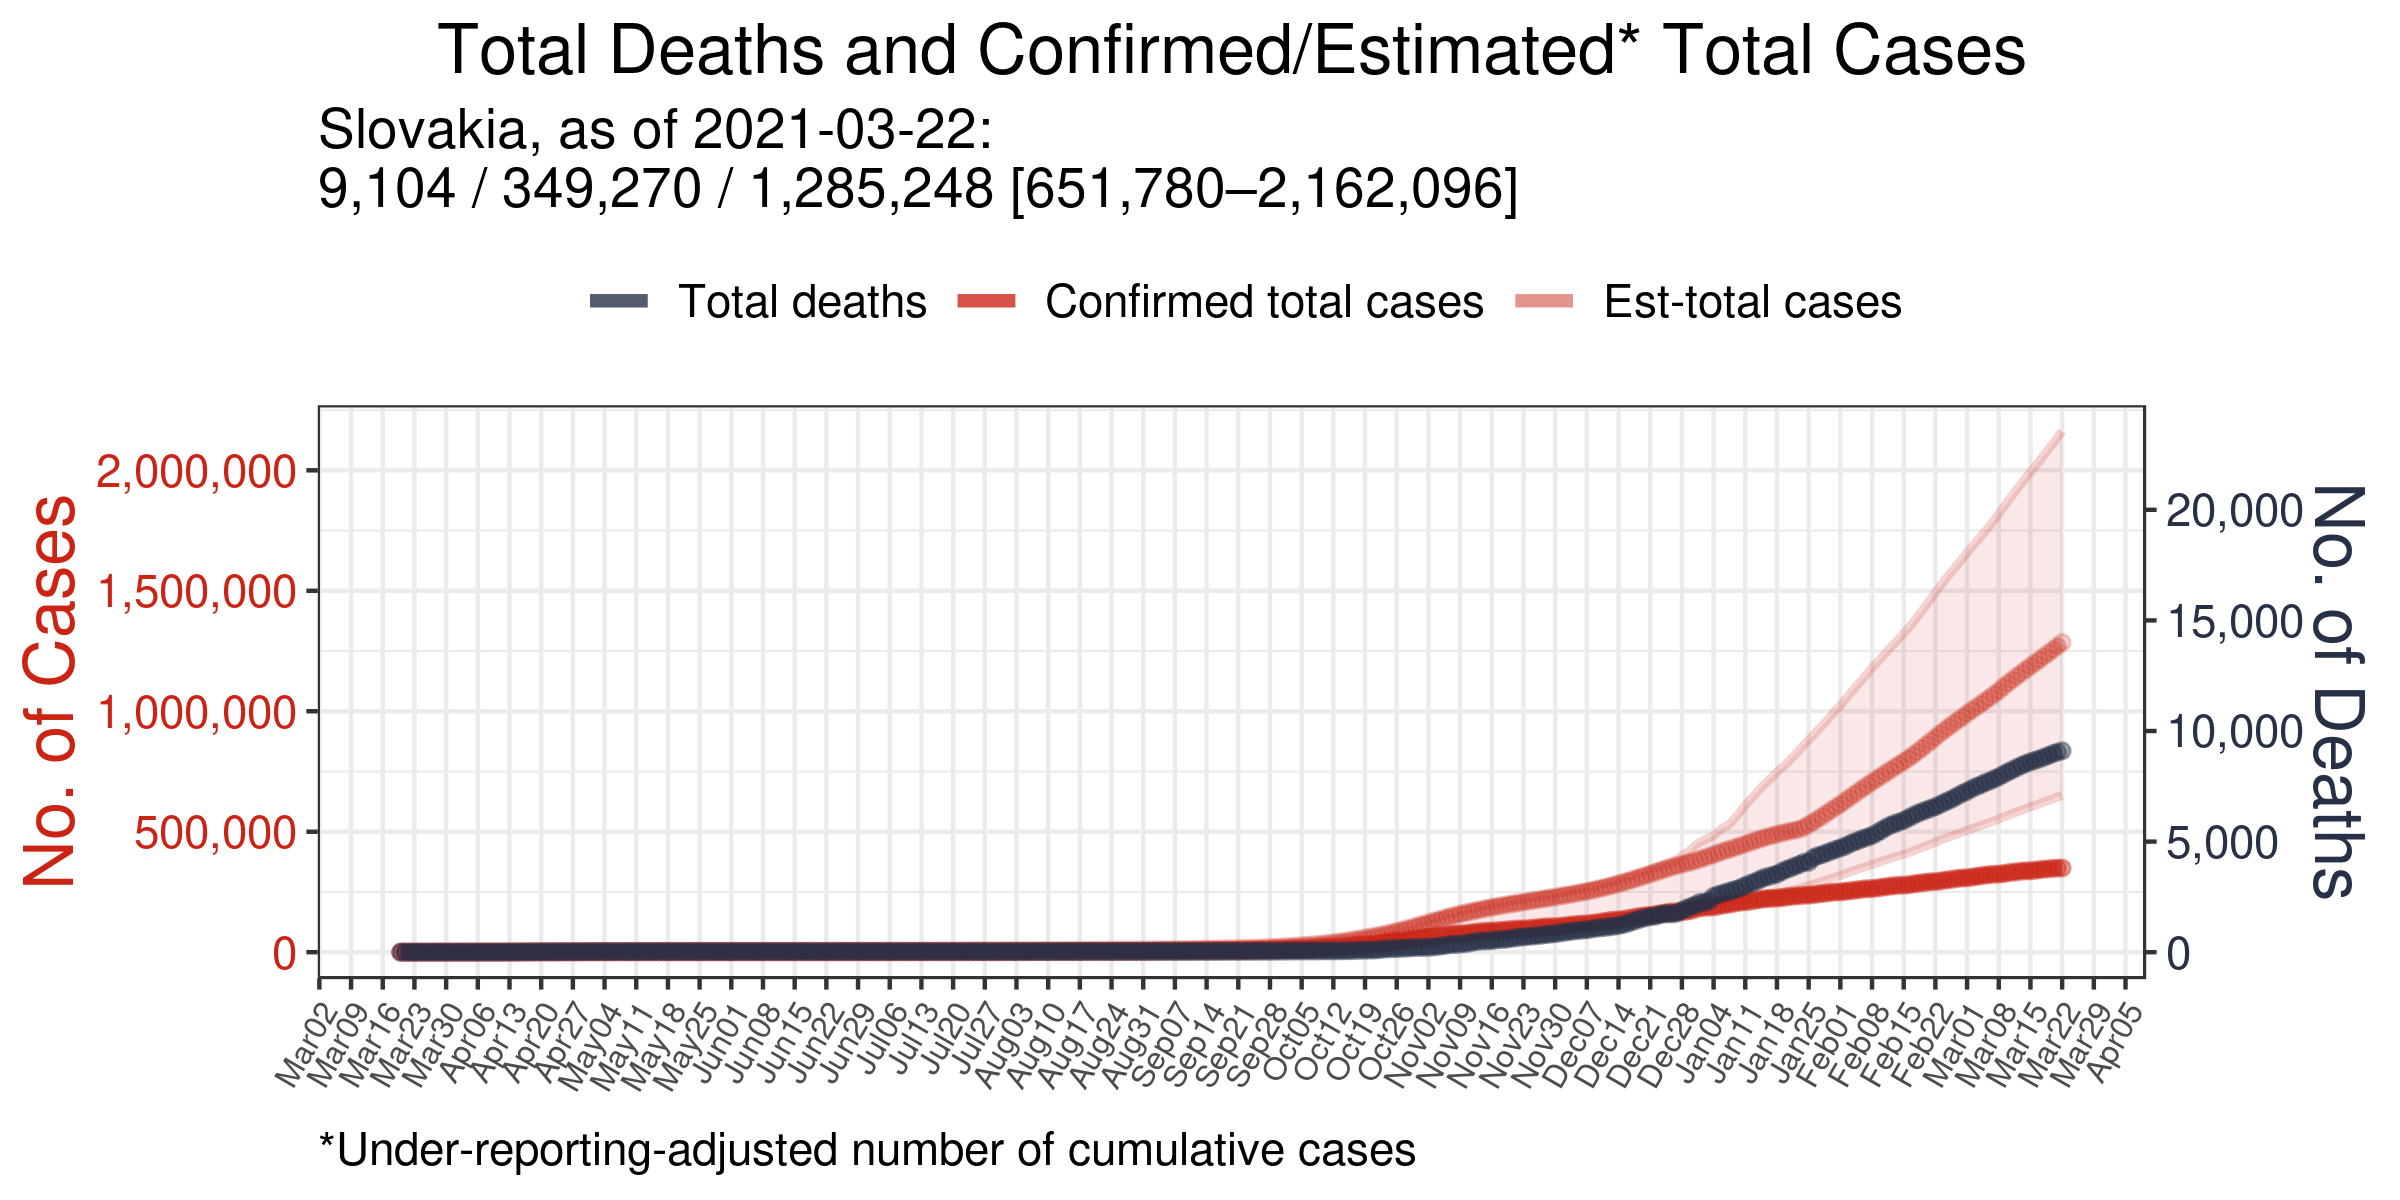 Total Deaths and Confirmed/Estimated* Total Cases
Slovakia, as of 2021-03-22:
9,104 / 349,270 / 1,285,248 [651,780–2,162,096]
Total deaths
Confirmed total cases
Est-total cases
No. of Cases
2,000,000
1,500,000
1,000,000
500,000
0
20,000
15,000
10,000
5,000
0
No. of Deaths
Mar02
Mar09
Mar16
Mar23
Mar30
Apr06
Apr13
Apr20
Apr27
May04
May11
May18
May25
Jun01
Jun08
Jun15
Jun22
Jun29
Jul06
Jul13
Jul20
Jul27
Aug03
Aug10
Aug17
Aug24
Aug31
Sep07
Sep14
Sep21
Sep28
Oct05
Oct12
Oct19
Oct26
Nov02
Nov09
Nov16
Nov23
Nov30
Dec07
Dec14
Dec21
Dec28
Jan04
Jan11
Jan18
Jan25
Feb01
Feb08
Feb15
Feb22
Mar01
Mar08
Mar15
Mar22
Mar29
Apr05
*Under-reporting-adjusted number of cumulative cases